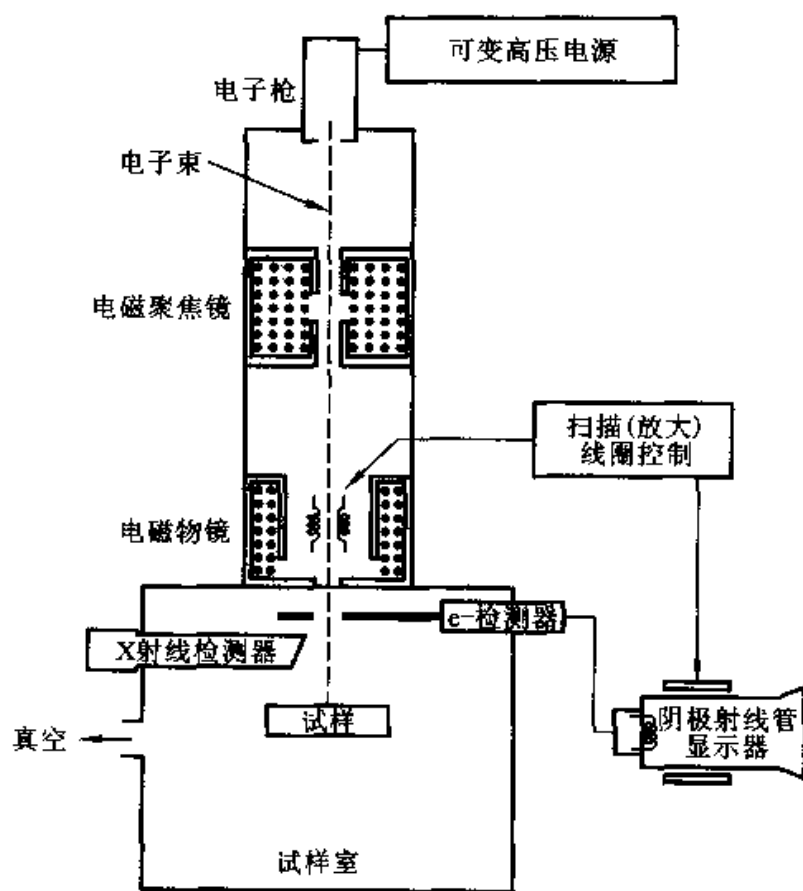 可变高压电源
电子枪
电子束
电磁聚焦镜
扫描(放大)
线圈控制
电磁物镜
e-检测器
X射线检测器
试样
阴极射线管
显示器
真空
试样室